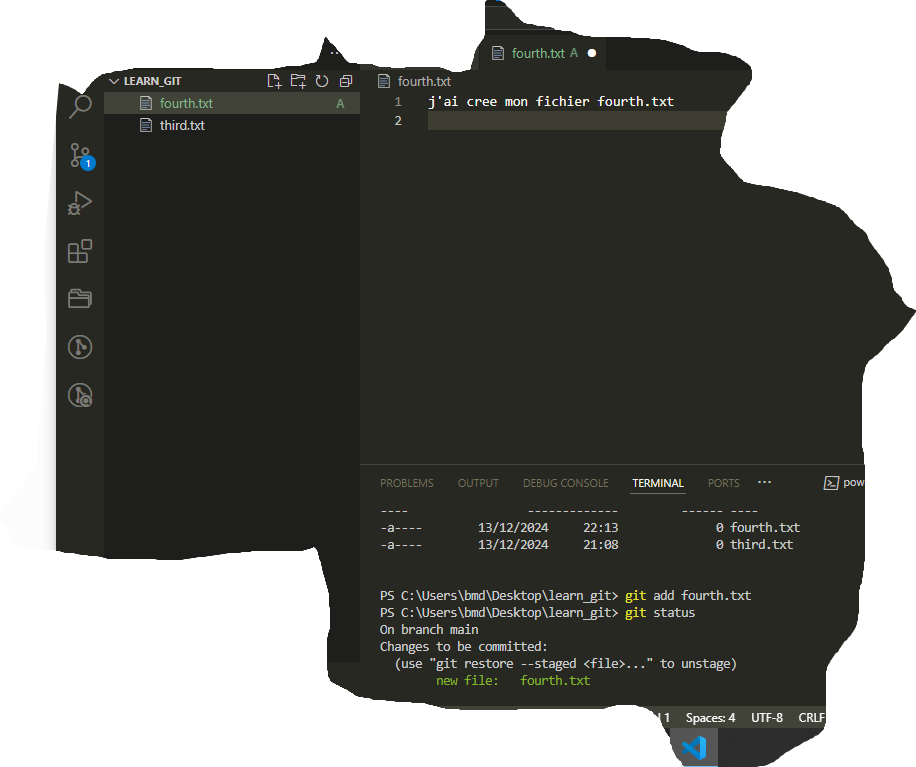 fourth.txt A
LEARN_GIT
fourth.txt
fourth.txt A
1 j'ai cree mon fichier fourth.txt
third.txt
2
1
PROBLEMS OUTPUT DEBUG CONSOLE TERMINAL PORTS ... pow
---- ------------- ------ ----
-a---- 13/12/2024 22:13 0 fourth.txt
-a---- 13/12/2024 21:08 0 third.txt
PS C:\Users\bmd\Desktop\learn_git> git add fourth.txt
PS C:\Users\bmd\Desktop\learn_git> git status
On branch main
Changes to be committed:
(use "git restore --staged <file>..." to unstage)
new file: fourth.txt
1 Spaces: 4 UTF-8 CRLF